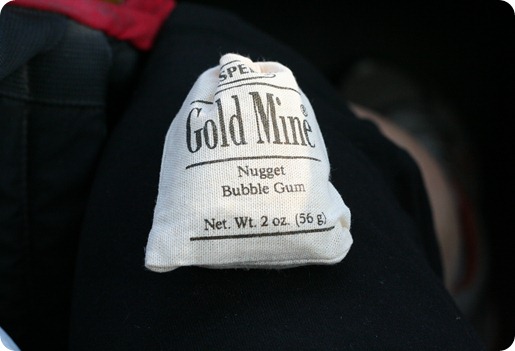 Gold Mine®
Nugget
Bubble Gum
Net. Wt. 2 oz. (56 g)